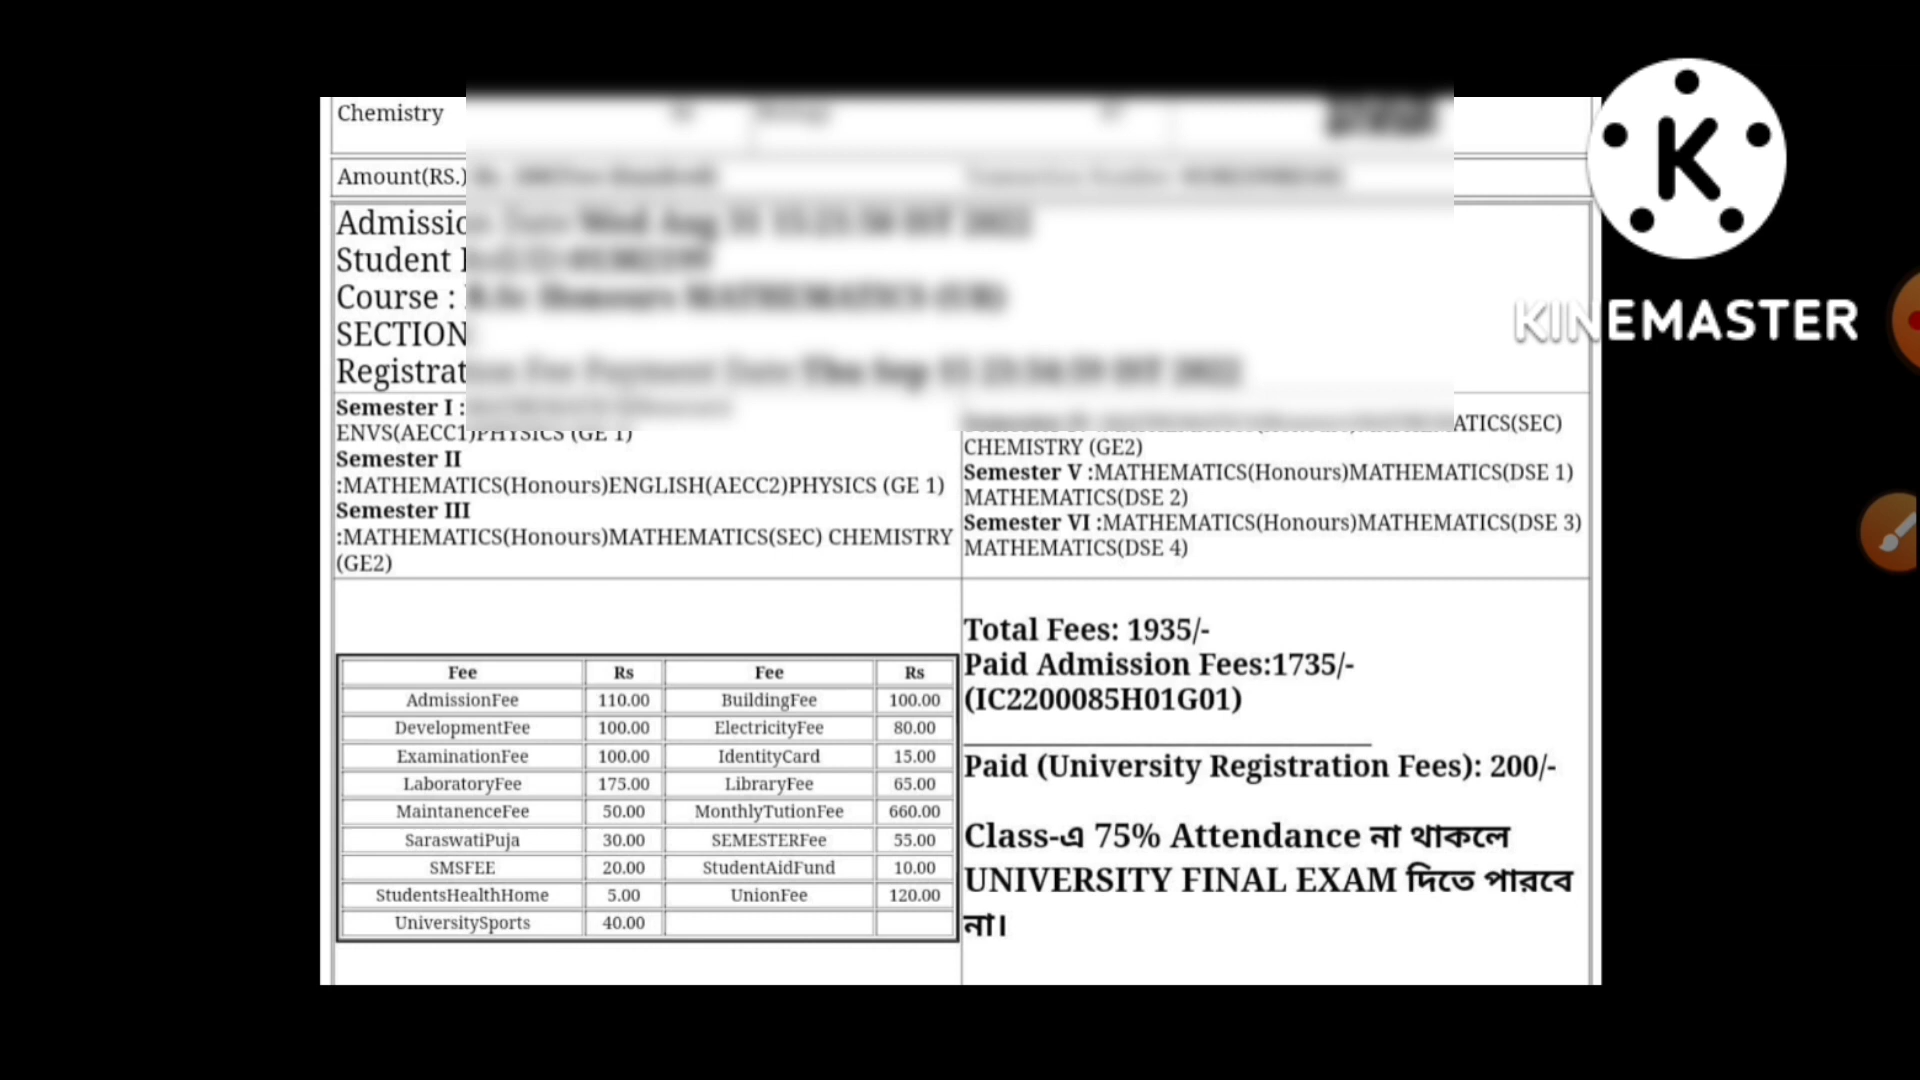 Chemistry
Amount(RS.)
Student
Course :
SECTION
Semester I :
ENVS(AECC1)PHYSICS (GE 1)
Semester II
:MATHEMATICS(Honours)ENGLISH(AECC2)PHYSICS (GE 1)
Semester III
:MATHEMATICS(Honours)MATHEMATICS(SEC) CHEMISTRY
(GE2)
ATICS(SEC)
CHEMISTRY (GE2)
Semester V :MATHEMATICS(Honours)MATHEMATICS(DSE 1)
MATHEMATICS(DSE 2)
Semester VI :MATHEMATICS(Honours)MATHEMATICS(DSE 3)
MATHEMATICS(DSE 4)
Fee Rs Fee Rs
AdmissionFee 110.00 BuildingFee 100.00
DevelopmentFee 100.00 ElectricityFee 80.00
ExaminationFee 100.00 IdentityCard 15.00
LaboratoryFee 175.00 LibraryFee 65.00
MaintanenceFee 50.00 MonthlyTutionFee 660.00
SaraswatiPuja 30.00 SEMESTERFee 55.00
SMSFEE 20.00 StudentAidFund 10.00
StudentsHealthHome 5.00 UnionFee 120.00
UniversitySports 40.00
Total Fees: 1935/-
Paid Admission Fees:1735/-
(IC2200085H01G01)
Paid (University Registration Fees): 200/-
Class-এ 75% Attendance না থাকলে
UNIVERSITY FINAL EXAM দিতে পারবে
না।
K
KINEMASTER